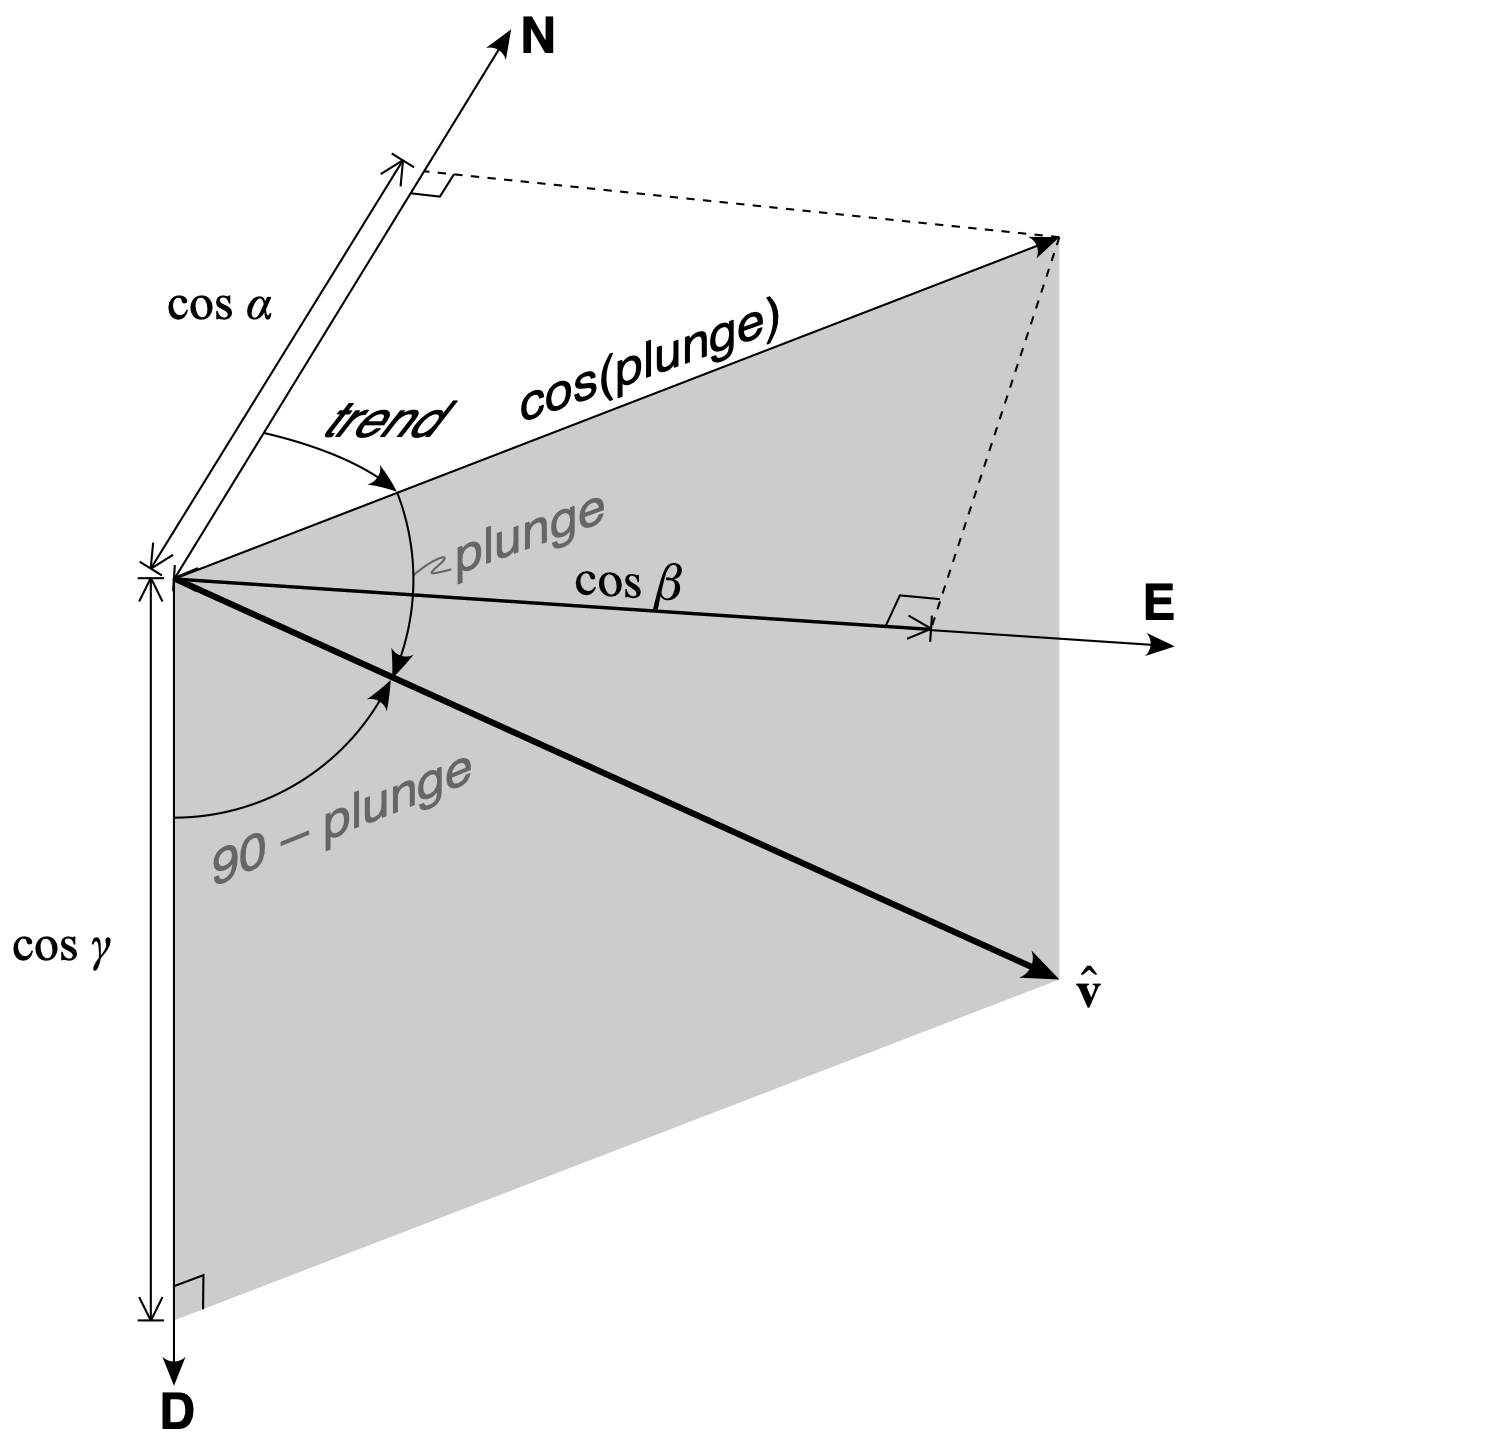 N
cos α
cos(plunge)
trend
plunge
cos β
E
90 – plunge
cos γ
v̂
D